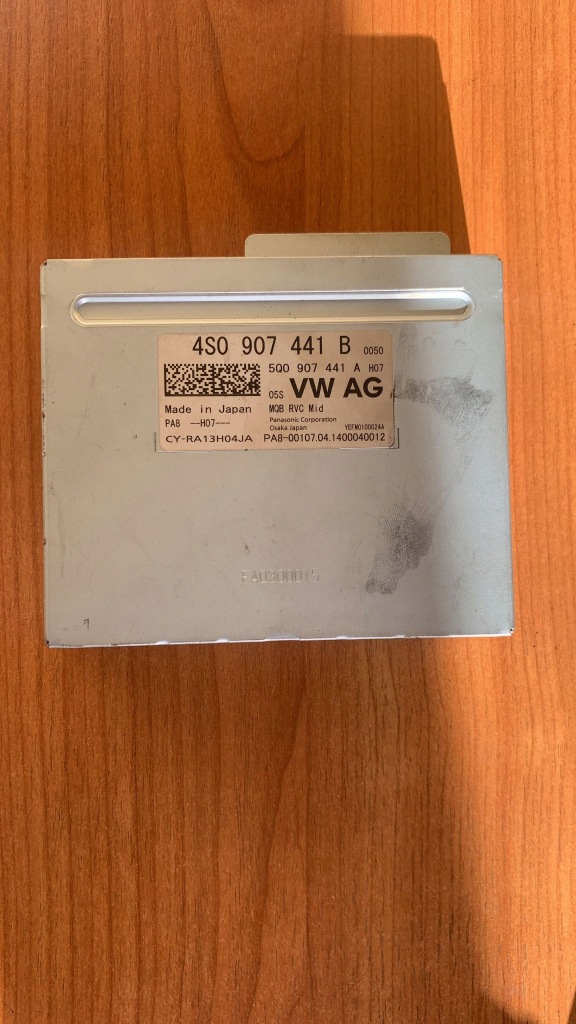 4S0 907 441 B 0050
5Q0 907 441 A H07
05S VW AG
Made in Japan MQB RVC Mid
PA8 --H07---
Panasonic Corporation
Osaka Japan YEFM0100024A
CY-RA13H04JA PA8-00107.04.1400040012